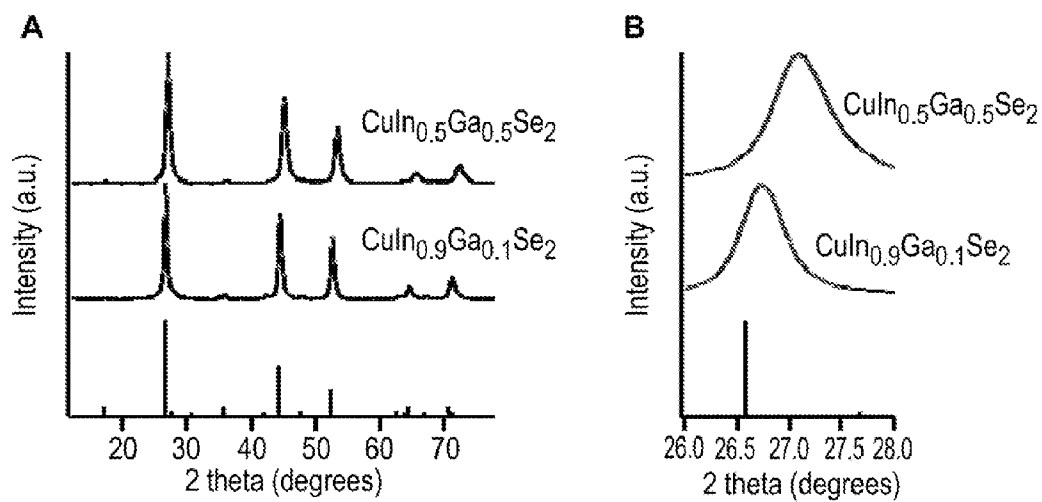 A
CuIn0.5Ga0.5Se2
CuIn0.9Ga0.1Se2
Intensity (a.u.)
20 30 40 50 60 70
2 theta (degrees)
B
CuIn0.5Ga0.5Se2
CuIn0.9Ga0.1Se2
Intensity (a.u.)
26.0 26.5 27.0 27.5 28.0
2 theta (degrees)